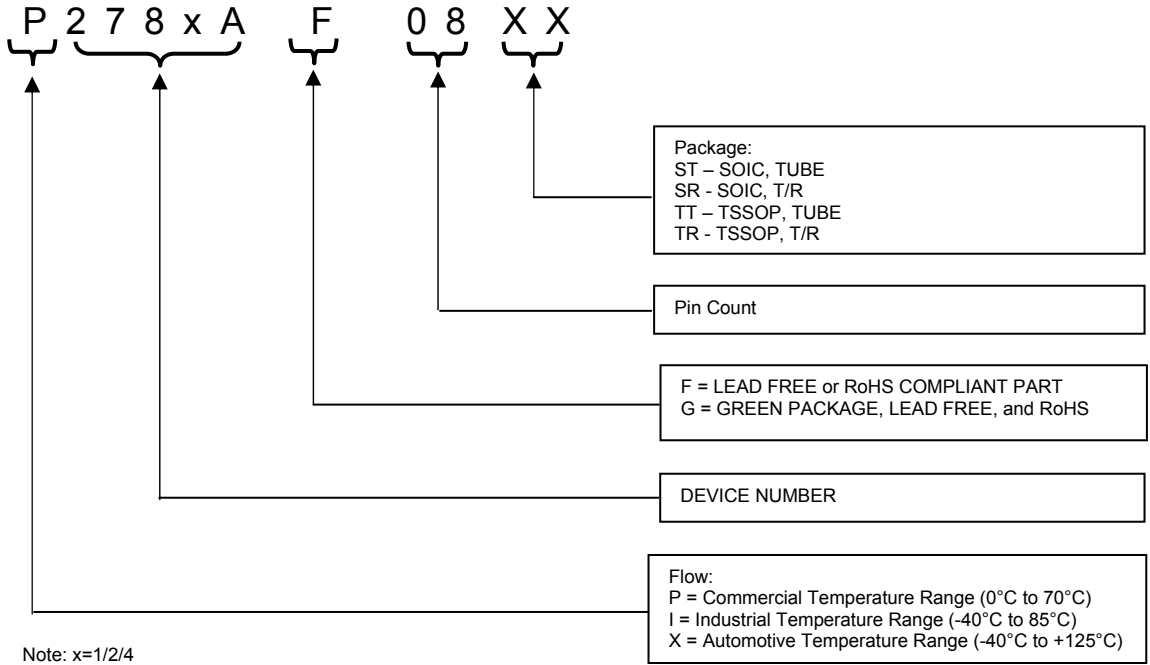 P 2 7 8 x A F 0 8 X X
Package:
ST – SOIC, TUBE
SR - SOIC, T/R
TT – TSSOP, TUBE
TR - TSSOP, T/R
Pin Count
F = LEAD FREE or RoHS COMPLIANT PART
G = GREEN PACKAGE, LEAD FREE, and RoHS
DEVICE NUMBER
Flow:
P = Commercial Temperature Range (0°C to 70°C)
I = Industrial Temperature Range (-40°C to 85°C)
X = Automotive Temperature Range (-40°C to +125°C)
Note: x=1/2/4